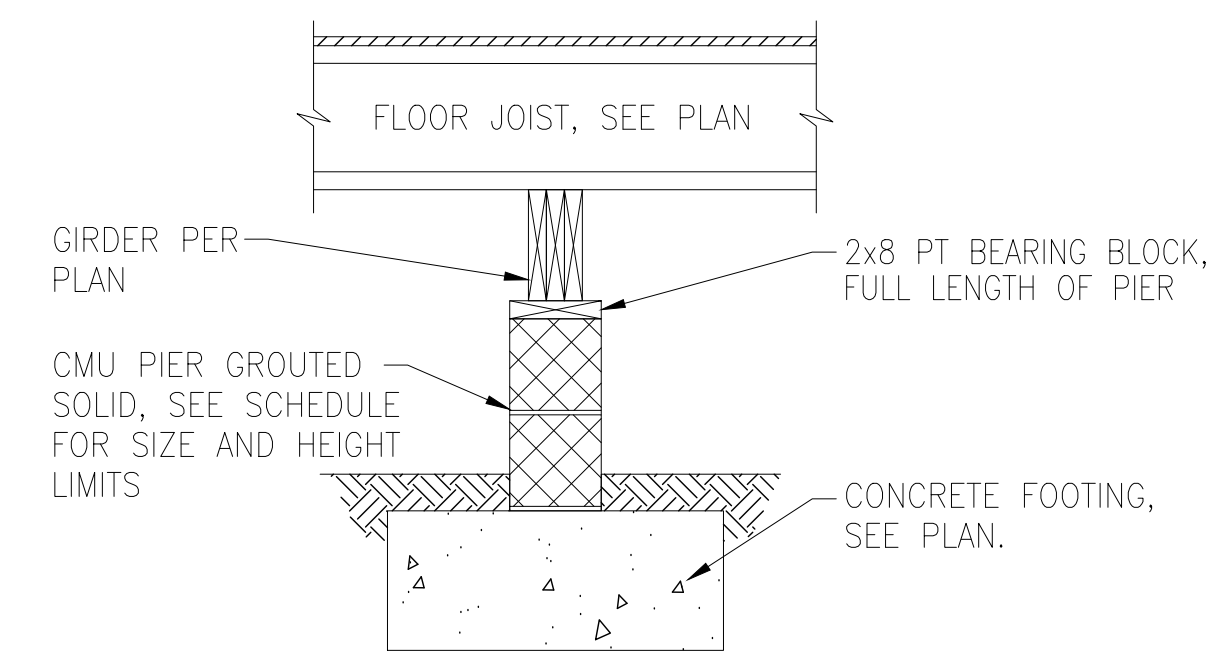 FLOOR JOIST, SEE PLAN
GIRDER PER
PLAN
2x8 PT BEARING BLOCK,
FULL LENGTH OF PIER
CMU PIER GROUTED
SOLID, SEE SCHEDULE
FOR SIZE AND HEIGHT
LIMITS
CONCRETE FOOTING,
SEE PLAN.